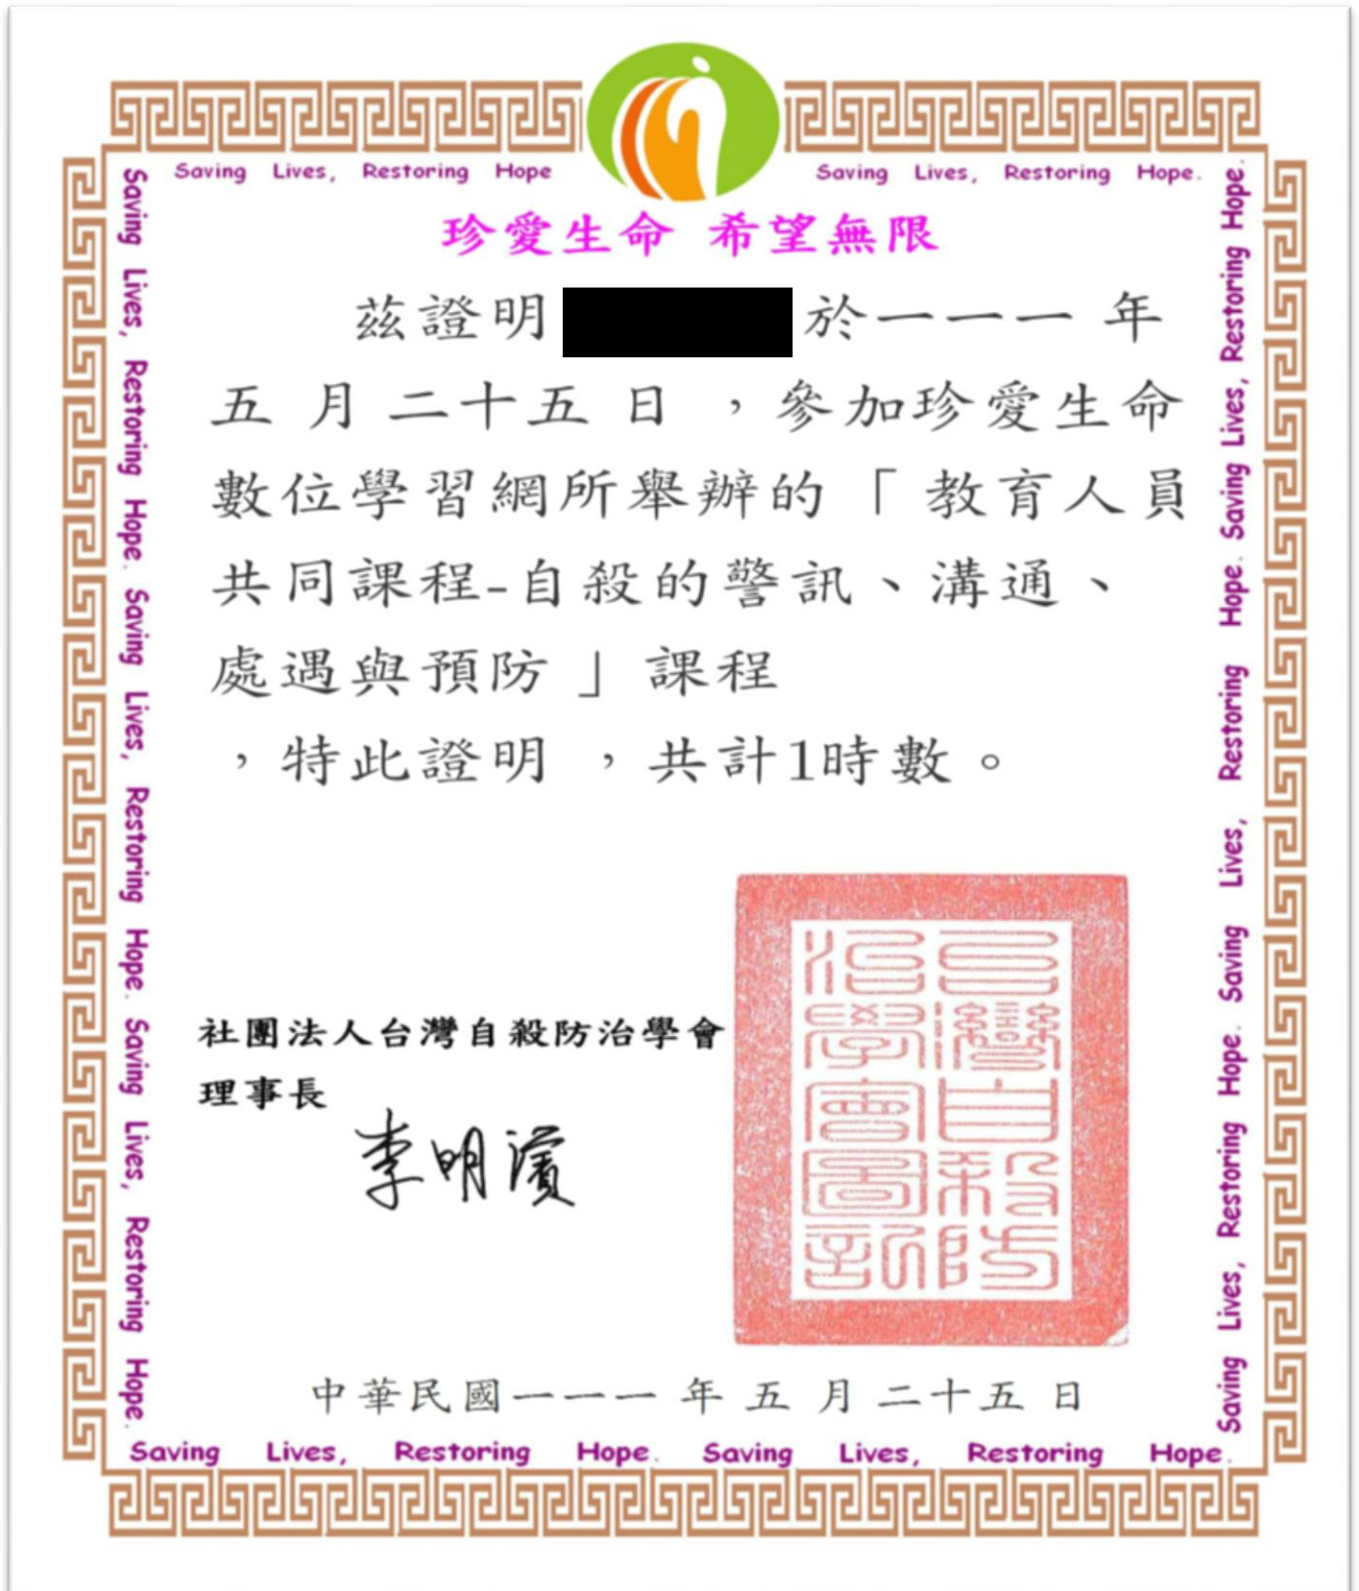 Saving Lives, Restoring Hope
Saving Lives, Restoring Hope.
珍愛生命 希望無限
茲證明 於一一一 年
五 月 二十五 日 ，參加珍愛生命
數位學習網所舉辦的「 教育人員
共同課程-自殺的警訊、溝通、
處遇與預防 」課程
，特此證明 ，共計1時數。
社團法人台灣自殺防治學會
理事長
李明濱
台灣自殺防
治學會圖記
中華民國一一一 年 五 月 二十五 日
Saving Lives, Restoring Hope. Saving Lives, Restoring Hope. Saving Lives, Restoring Hope.
Saving Lives, Restoring Hope. Saving Lives, Restoring Hope. Saving Lives, Restoring Hope.
Saving Lives, Restoring Hope. Saving Lives, Restoring Hope.